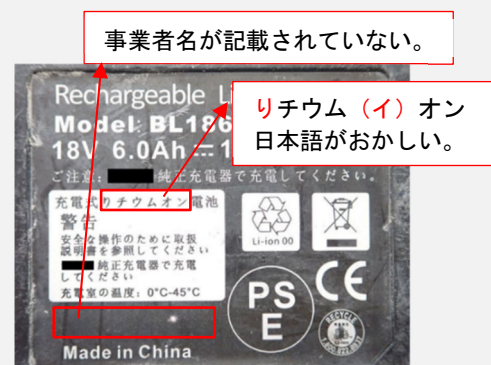 事業者名が記載されていない。
りチウム（イ）オン
日本語がおかしい。
Rechargeable
Model: BL186
18V 6.0Ah
ご注意: 純正充電器で充電してください。
充電式りチウムオン電池
警告
安全な操作のために取扱
説明書を参照してください
純正充電器で充電
してください
充電室の温度: 0°C-45°C
Li-ion 00
PS
E
CE
RECYCLE
1.800.822.8837
Made in China